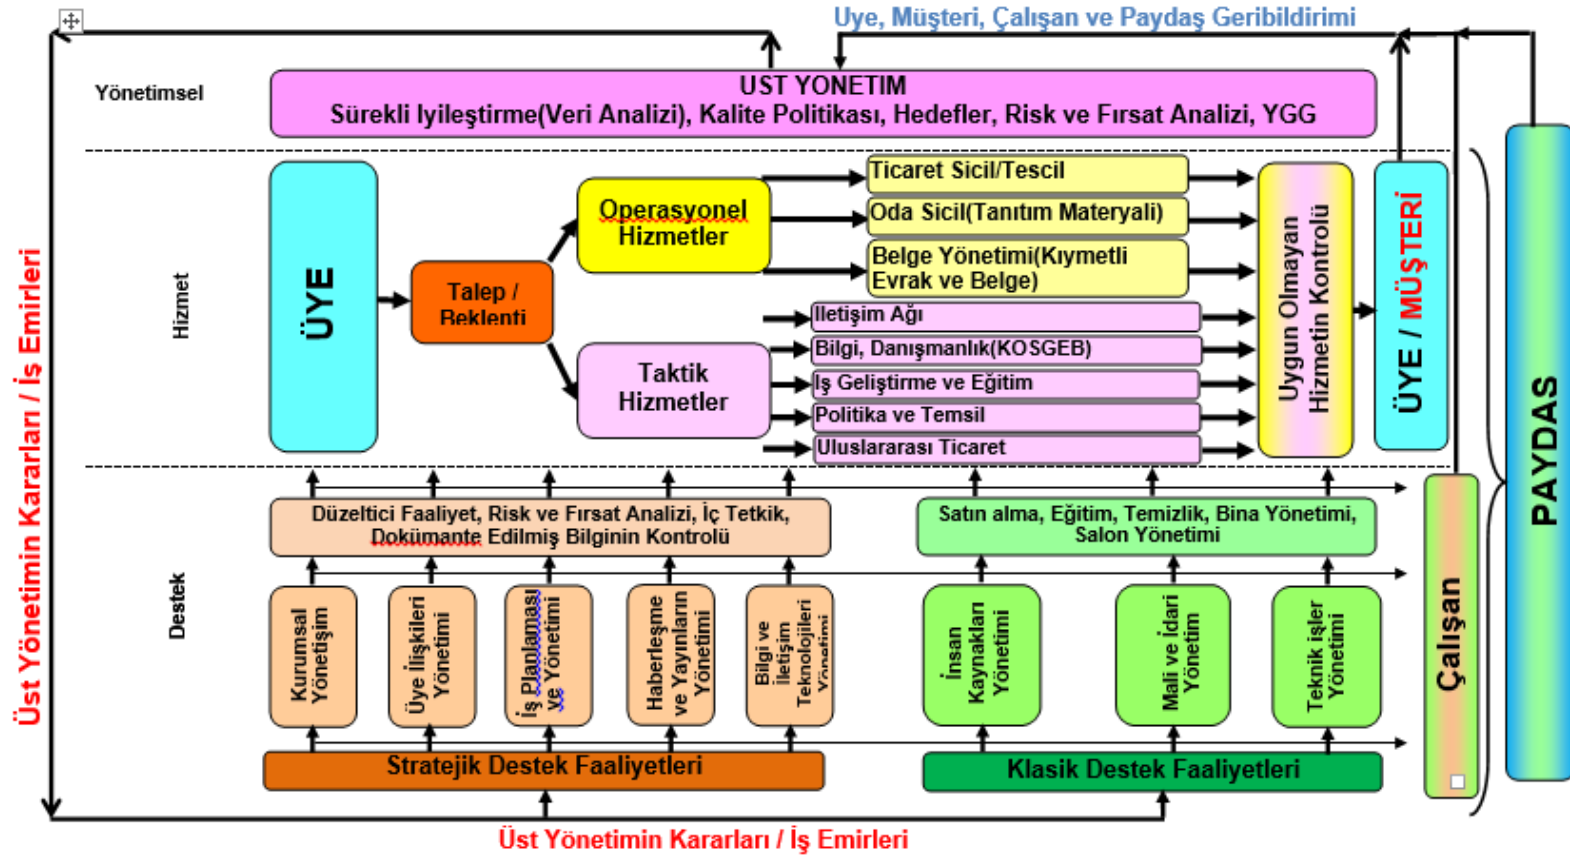 Uye, Müşteri, Çalışan ve Paydaş Geribildirimi
Yönetimsel
UST YONETIM
Sürekli Iyileştirme(Veri Analizi), Kalite Politikası, Hedefler, Risk ve Fırsat Analizi, YGG
Hizmet
ÜYE
Talep /
Beklenti
Operasyonel
Hizmetler
Taktik
Hizmetler
Ticaret Sicil/Tescil
Oda Sicil(Tanıtım Materyali)
Belge Yönetimi(Kıymetli
Evrak ve Belge)
Iletişim Ağı
Bilgi, Danışmanlık(KOSGEB)
Iş Geliştirme ve Eğitim
Politika ve Temsil
Uluslararası Ticaret
Uygun Olmayan
Hizmetin Kontrolü
ÜYE / MÜŞTERİ
PAYDAS
Çalışan
Destek
Düzeltici Faaliyet, Risk ve Fırsat Analizi, İç Tetkik,
Dokümante Edilmiş Bilginin Kontrolü
Satın alma, Eğitim, Temizlik, Bina Yönetimi,
Salon Yönetimi
Kurumsal
Yönetişim
Üye İlişkileri
Yönetimi
İş Planlaması
ve Yönetimi
Haberleşme
ve Yayınların
Yönetimi
Bilgi ve
İletişim
Teknolojileri
Yönetimi
İnsan
Kaynakları
Yönetimi
Mali ve İdari
Yönetim
Teknik işler
Yönetimi
Stratejik Destek Faaliyetleri
Klasik Destek Faaliyetleri
Üst Yönetimin Kararları / İş Emirleri
Üst Yönetimin Kararları / İş Emirleri